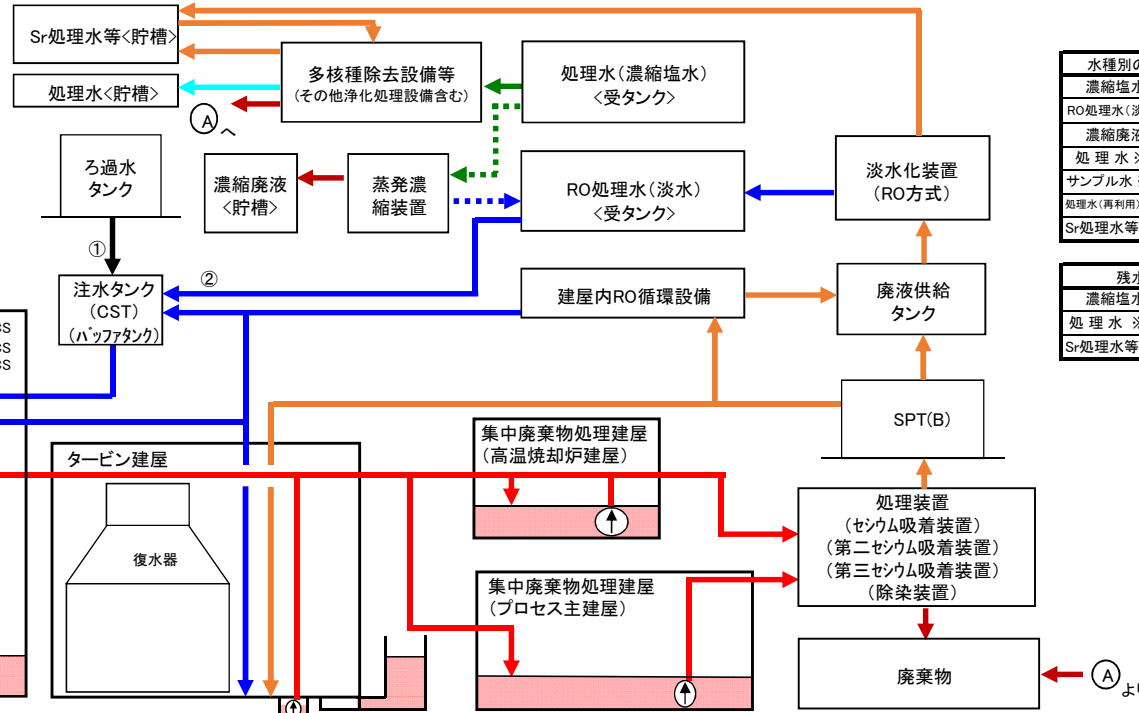 Sr処理水等<貯槽>
処理水<貯槽>
多核種除去設備等
(その他浄化処理設備含む)
処理水(濃縮塩水)
<受タンク>
A
へ
ろ過水
タンク
濃縮廃液
<貯槽>
蒸発濃
縮装置
RO処理水(淡水)
<受タンク>
淡水化装置
(RO方式)
①
②
注水タンク
(CST)
(バッファタンク)
建屋内RO循環設備
廃液供給
タンク
SPT(B)
CS
CS
CS
タービン建屋
復水器
集中廃棄物処理建屋
(高温焼却炉建屋)
集中廃棄物処理建屋
(プロセス主建屋)
処理装置
(セシウム吸着装置)
(第二セシウム吸着装置)
(第三セシウム吸着装置)
(除染装置)
廃棄物
A
より
水種別の
濃縮塩水
RO処理水(淡
濃縮廃液
処 理 水 ※
サンプル水
処理水(再利用)
Sr処理水等
残水
濃縮塩水
処 理 水 ※
Sr処理水等